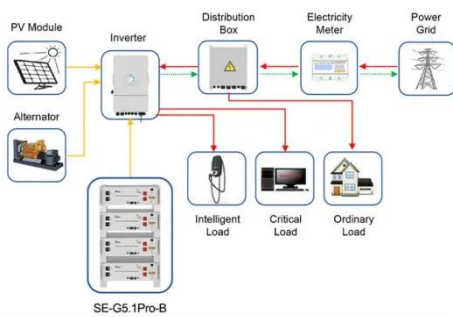 PV Module
Inverter
Distribution
Box
Electricity
Meter
Power
Grid
Alternator
Intelligent
Load
Critical
Load
Ordinary
Load
SE-G5.1Pro-B